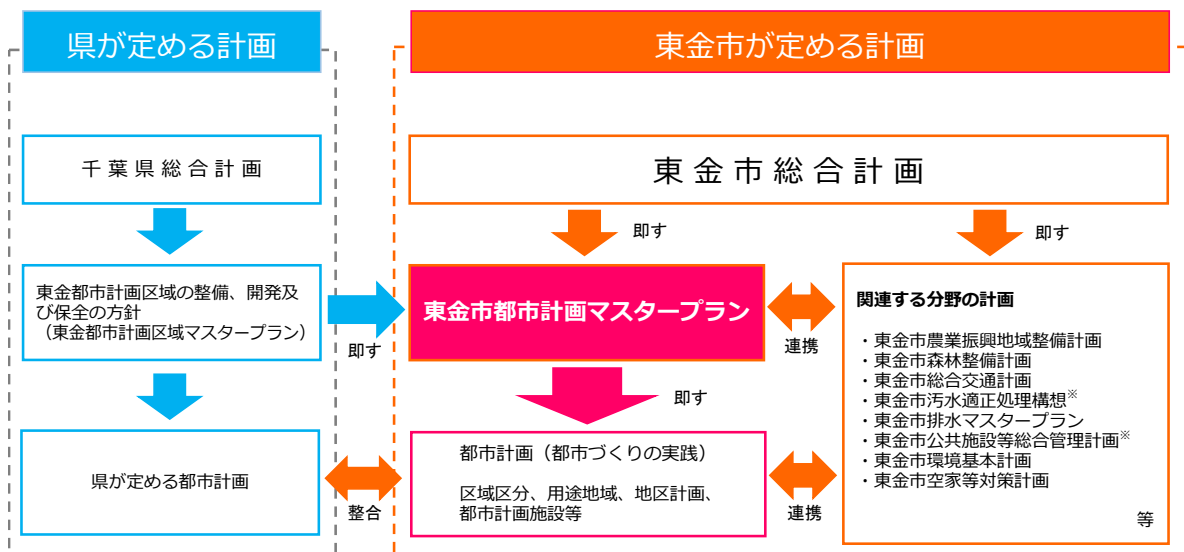 県が定める計画
東金市が定める計画
千葉県総合計画
東金市総合計画
即す
即す
東金都市計画区域の整備、開発及
び保全の方針
（東金都市計画区域マスタープラン）
即す
東金市都市計画マスタープラン
連携
関連する分野の計画
・東金市農業振興地域整備計画
・東金市森林整備計画
・東金市総合交通計画
・東金市汚水適正処理構想※
・東金市排水マスタープラン
・東金市公共施設等総合管理計画※
・東金市環境基本計画
・東金市空家等対策計画
等
即す
県が定める都市計画
整合
都市計画（都市づくりの実践）
区域区分、用途地域、地区計画、
都市計画施設等
連携